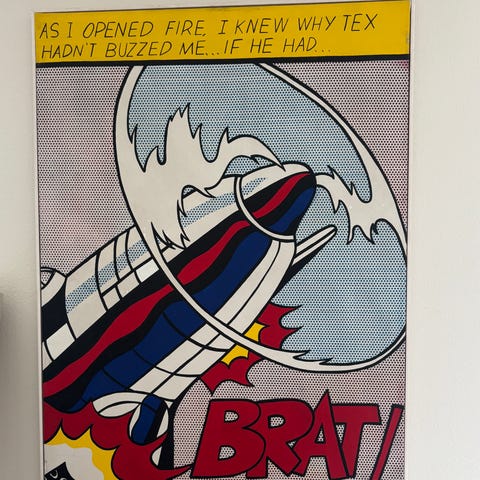 AS I OPENED FIRE, I KNEW WHY TEX
HADN'T BUZZED ME...IF HE HAD...
BRAT!